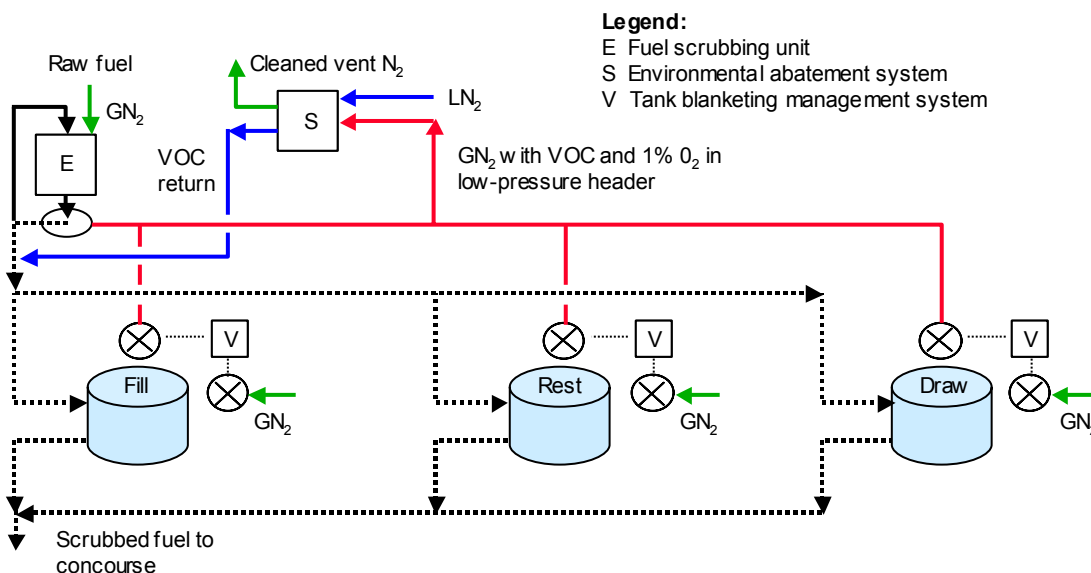 Legend:
E Fuel scrubbing unit
S Environmental abatement system
V Tank blanketing management system
Raw fuel
GN₂
E
Cleaned vent N₂
S
LN₂
VOC
return
GN₂ with VOC and 1% 0₂ in
low-pressure header
V
Fill
GN₂
V
Rest
GN₂
V
Draw
GN₂
Scrubbed fuel to
concourse